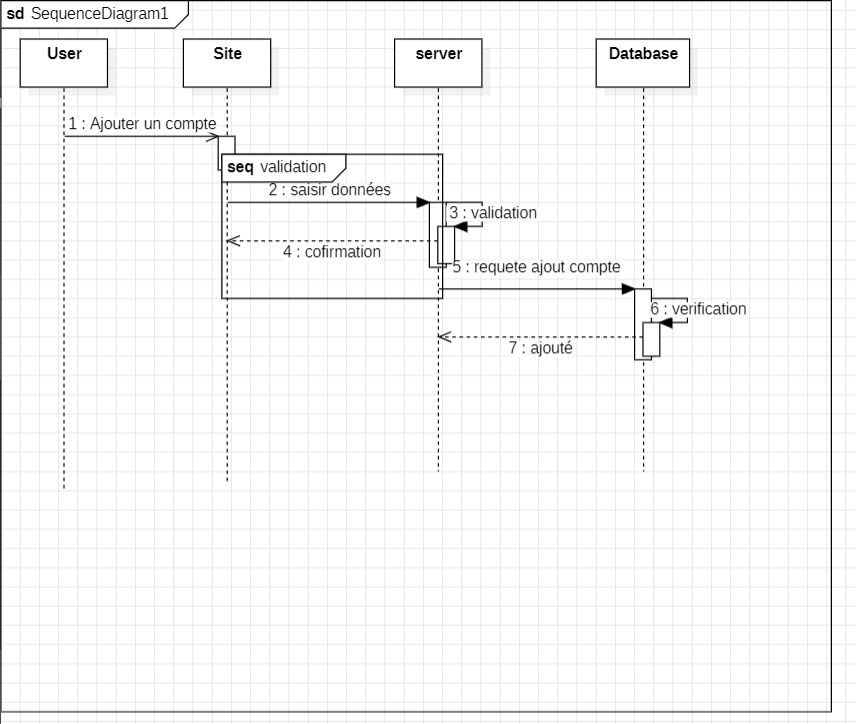 sd SequenceDiagram1
User
Site
server
Database
1 : Ajouter un compte
seq validation
2 : saisir données
3 : validation
4 : cofirmation
5 : requete ajout compte
6 : verification
7 : ajouté